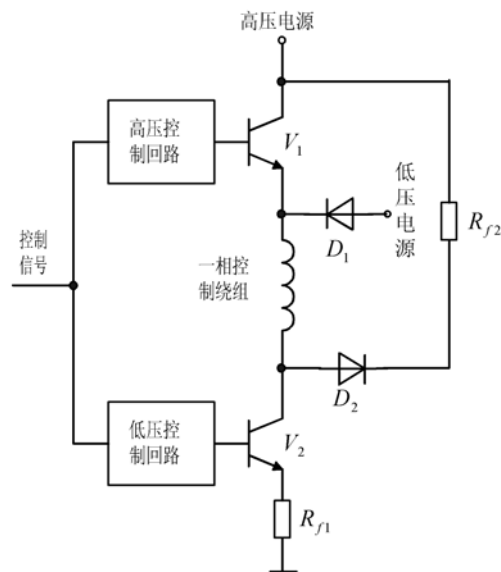 高压电源
高压控
制回路
V1
低
压
电
源
Rf2
控制
信号
D1
一相控
制绕组
D2
低压控
制回路
V2
Rf1